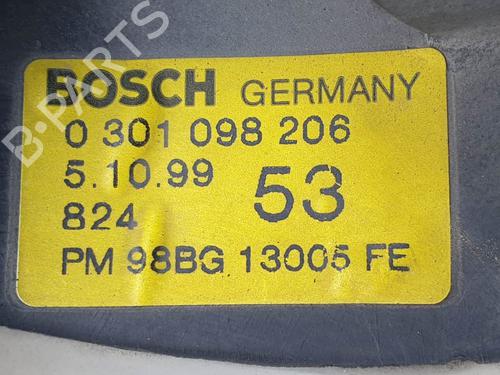 B-PARTS
BOSCH GERMANY
0 301 098 206
5.10.99 53
824
PM 98BG 13005 FE